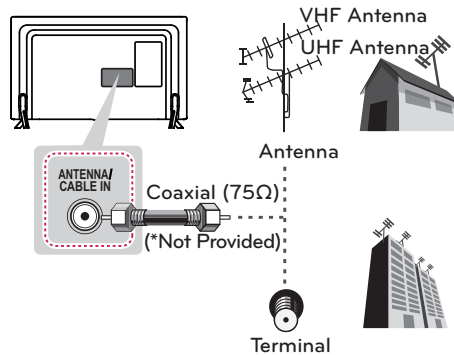 VHF Antenna
UHF Antenna
Antenna
ANTENNA/
CABLE IN
Coaxial (75Ω)
(*Not Provided)
Terminal